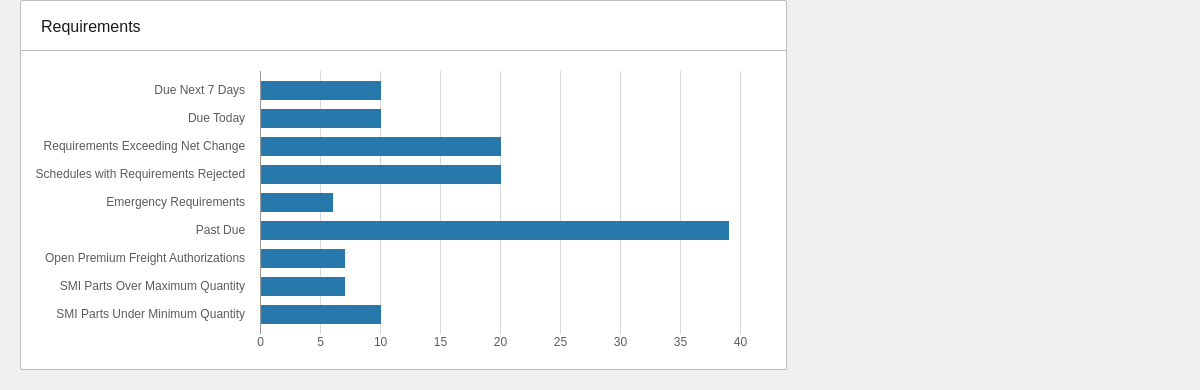 Requirements
Due Next 7 Days
Due Today
Requirements Exceeding Net Change
Schedules with Requirements Rejected
Emergency Requirements
Past Due
Open Premium Freight Authorizations
SMI Parts Over Maximum Quantity
SMI Parts Under Minimum Quantity
0 5 10 15 20 25 30 35 40